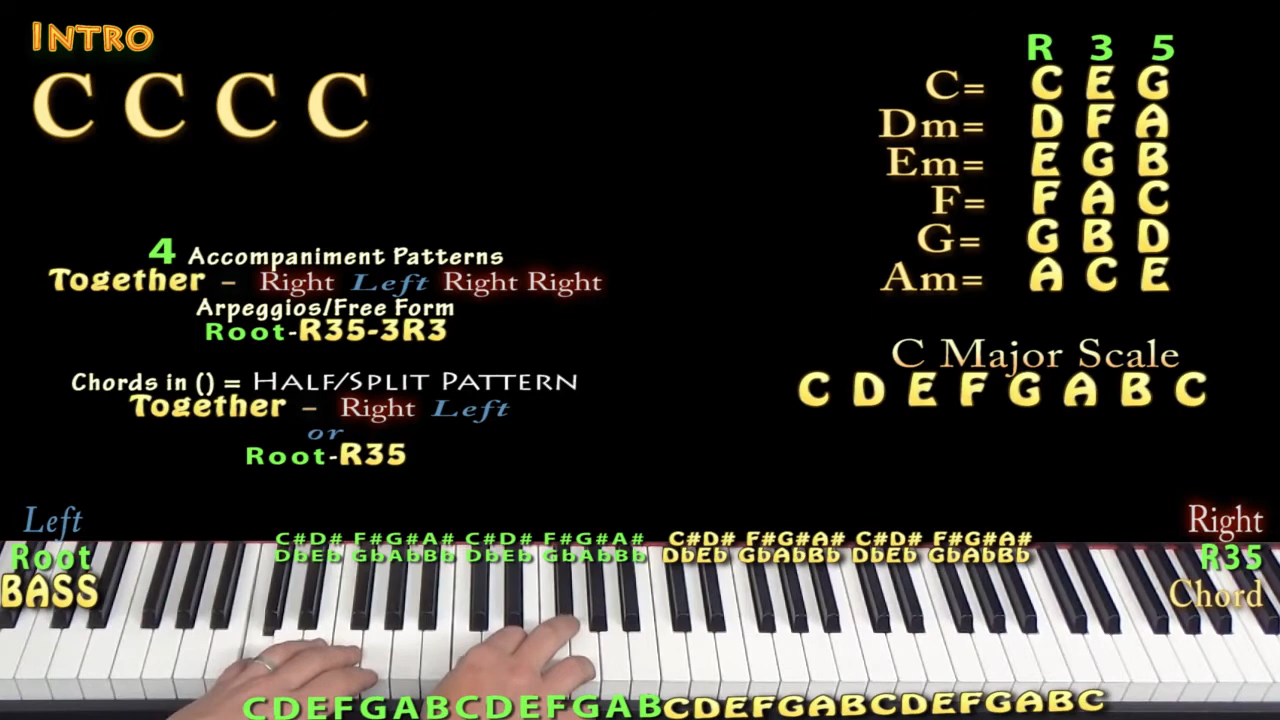 INTRO
C C C C
R 3 5
C= C E G
Dm= D F A
Em= E G B
F= F A C
G= G B D
Am= A C E
4 Accompaniment Patterns
Together - Right Left Right Right
Arpeggios/Free Form
Root-R35-3R3
Chords in () = HALF/SPLIT PATTERN
Together - Right Left
or
Root-R35
C Major Scale
C D E F G A B C
Left
Root
BASS
Right
R35
Chord
C#D# F#G#A# C#D# F#G#A# C#D# F#G#A# C#D# F#G#A#
DbEb GbAbBb DbEb GbAbBb DbEb GbAbBb DbEb GbAbBb
CDEFGABCDEFGABCDEFGABCDEFGABC